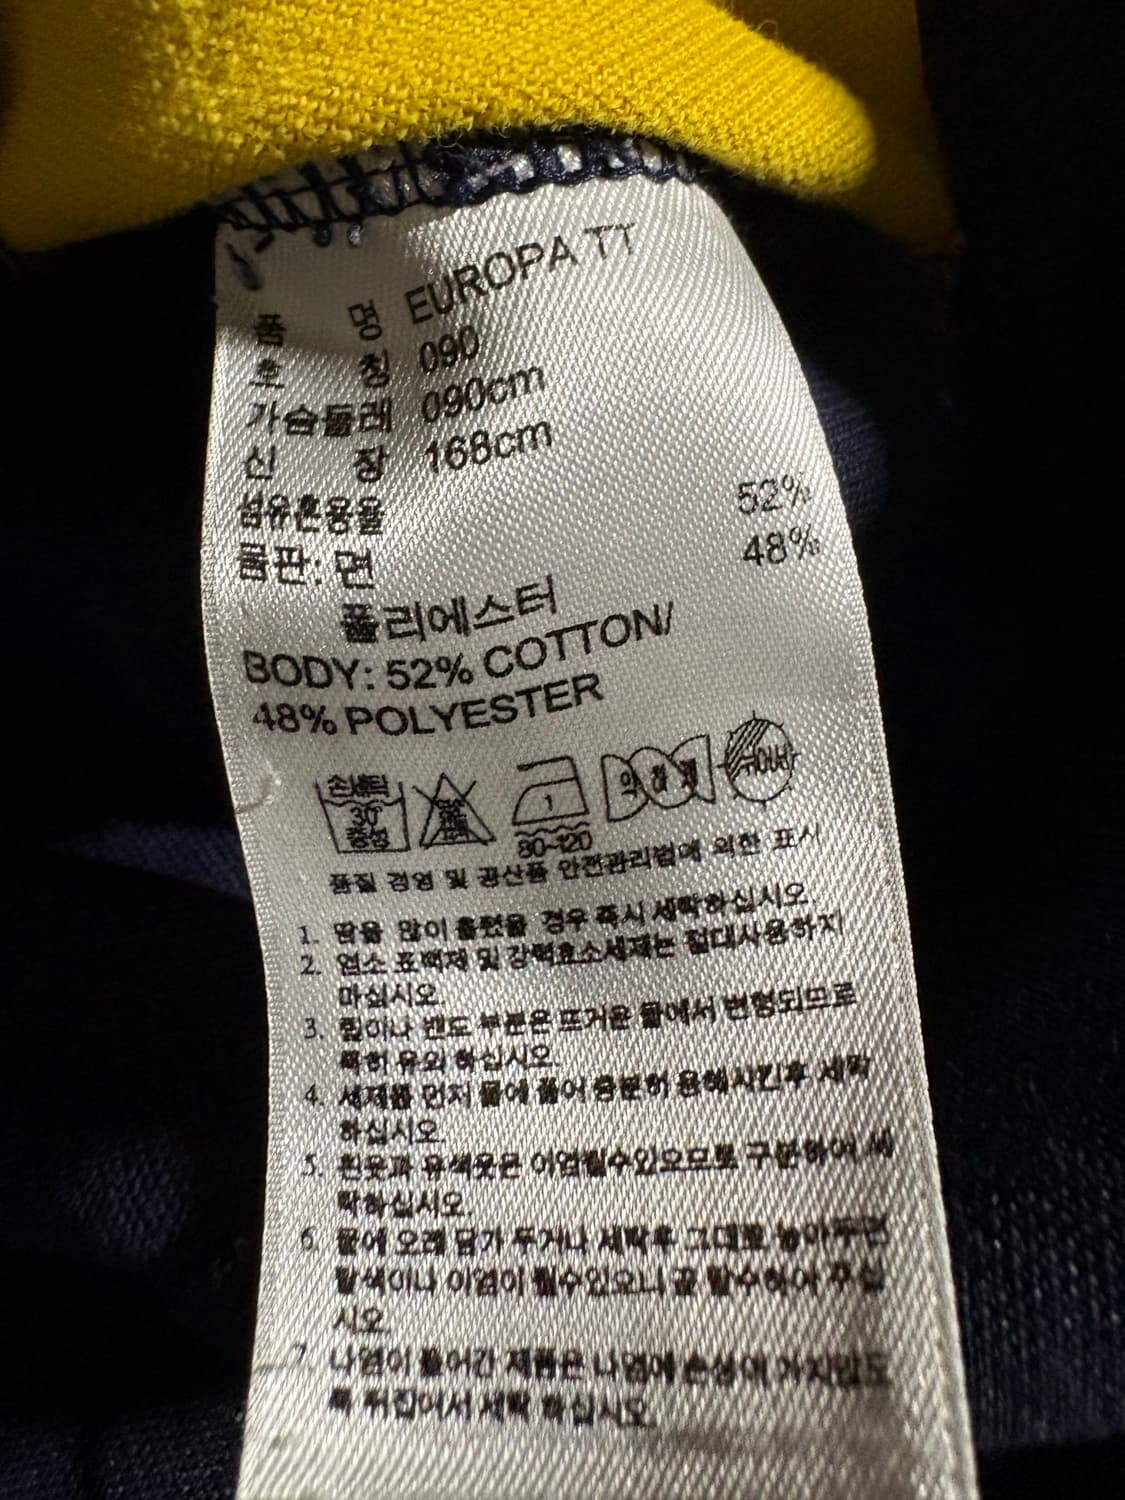 품 명 EUROPA TT
호 칭 090
가슴둘레 090cm
신 장 168cm
섬유혼용율
몸판: 면 52%
폴리에스터 48%
BODY: 52% COTTON/
48% POLYESTER
손세탁
30°
중성
1
80~120
드라이
품질 경영 및 공산품 안전관리법에 의한 표시
1. 땀을 많이 흘렸을 경우 즉시 세탁하십시오.
2. 염소 표백제 및 강력효소세제는 절대사용하지
마십시오.
3. 립이나 밴드 부분은 뜨거운 물에서 변형되므로
특히 유의 하십시오.
4. 세제를 먼저 물에 풀어 충분히 용해시킨후 세탁
하십시오.
5. 흰옷과 유색옷은 이염될수있으므로 구분하여 세
탁하십시오.
6. 물에 오래 담가 두거나 세탁후 그대로 놓아두면
탈색이나 이염이 될수있으니 곧 탈수하여 주십
시오.
7. 나염이 들어간 제품은 나염에 손상이 가지않도
록 뒤집어서 세탁 하십시오.